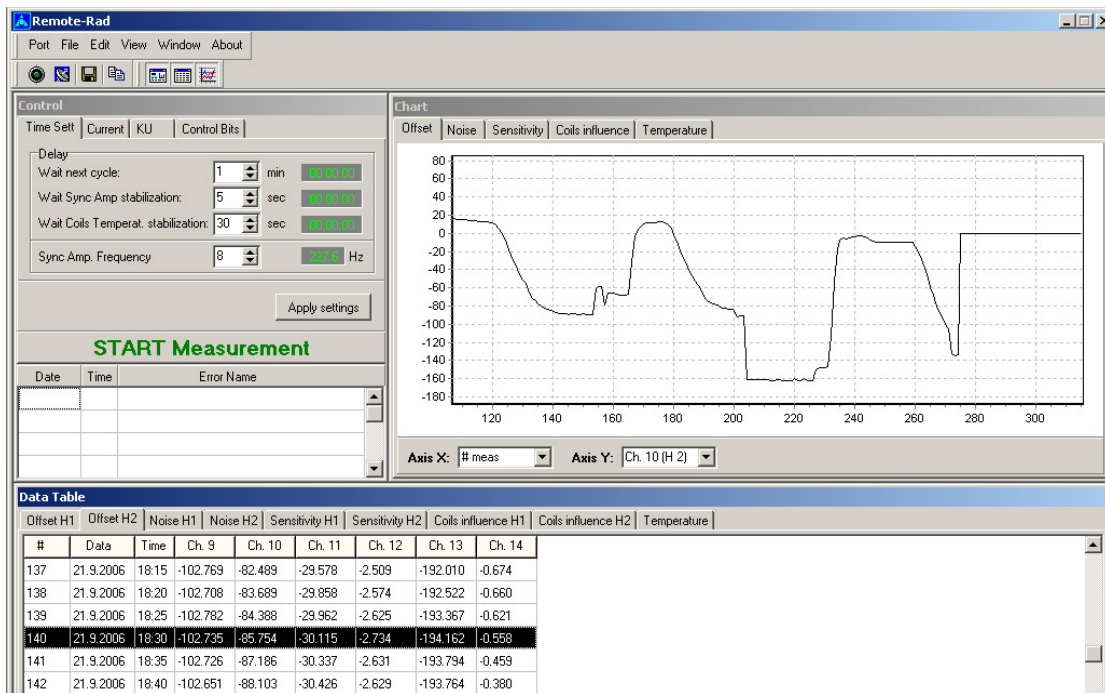 Remote-Rad
Port File Edit View Window About
Control
Time Sett Current KU Control Bits
Delay
Wait next cycle: 1 min 00:00:00
Wait Sync Amp stabilization: 5 sec 00:00:00
Wait Coils Temperat. stabilization: 30 sec 00:00:00
Sync Amp. Frequency 8 227.6 Hz
Apply settings
START Measurement
Date Time Error Name
Chart
Offset Noise Sensitivity Coils influence Temperature
80
60
40
20
0
-20
-40
-60
-80
-100
-120
-140
-160
-180
120 140 160 180 200 220 240 260 280 300
Axis X: # meas Axis Y: Ch. 10 (H 2)
Data Table
Offset H1 Offset H2 Noise H1 Noise H2 Sensitivity H1 Sensitivity H2 Coils influence H1 Coils influence H2 Temperature
# Data Time Ch. 9 Ch. 10 Ch. 11 Ch. 12 Ch. 13 Ch. 14
137 21.9.2006 18:15 -102.769 -82.489 -29.578 -2.509 -192.010 -0.674
138 21.9.2006 18:20 -102.708 -83.689 -29.858 -2.574 -192.522 -0.660
139 21.9.2006 18:25 -102.782 -84.388 -29.962 -2.625 -193.367 -0.621
140 21.9.2006 18:30 -102.735 -85.754 -30.115 -2.734 -194.162 -0.558
141 21.9.2006 18:35 -102.726 -87.186 -30.337 -2.631 -193.794 -0.459
142 21.9.2006 18:40 -102.651 -88.103 -30.426 -2.629 -193.764 -0.380